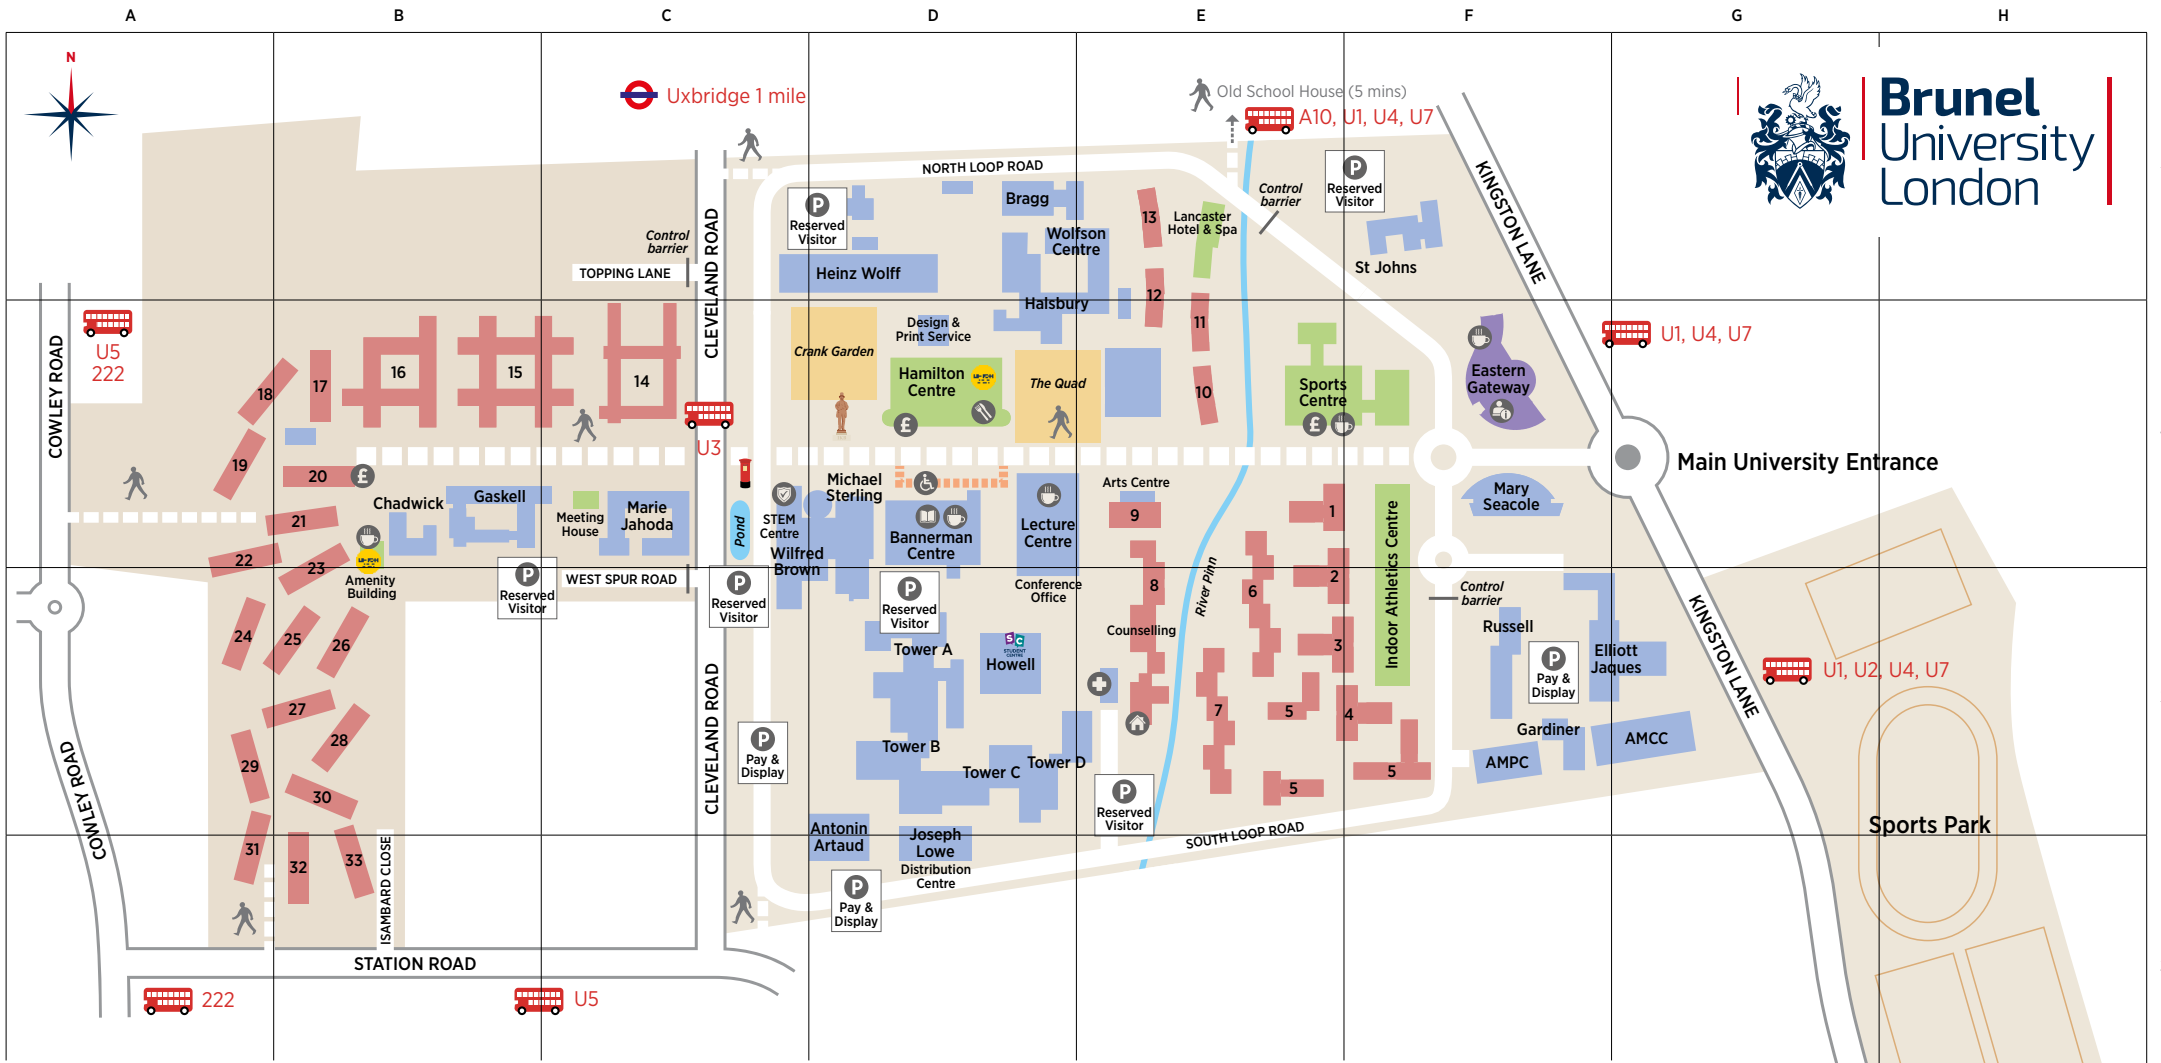 A B C D E F G H
N
Uxbridge 1 mile
Old School House (5 mins)
A10, U1, U4, U7
Brunel
University
London
NORTH LOOP ROAD
KINGSTON LANE
Control
barrier
P
Reserved
Visitor
P
Reserved
Visitor
Bragg
13
Lancaster
Hotel & Spa
Wolfson
Centre
Control
barrier
TOPPING LANE
CLEVELAND ROAD
Heinz Wolff
St Johns
Halsbury
12
COWLEY ROAD
U5
222
18
17
16
15
14
Crank Garden
Design &
Print Service
Hamilton
Centre
The Quad
11
10
Sports
Centre
££
Eastern
Gateway
U1, U4, U7
U3
19
20
£
Main University Entrance
Chadwick
Gaskell
Meeting
House
Marie
Jahoda
Pond
STEM
Centre
Michael
Sterling
Wilfred
Brown
Bannerman
Centre
Lecture
Centre
Arts Centre
9
1
Indoor Athletics Centre
Mary
Seacole
21
22
23
Amenity
Building
P
Reserved
Visitor
WEST SPUR ROAD
P
Reserved
Visitor
P
Reserved
Visitor
Conference
Office
8
River Pinn
6
2
Control
barrier
KINGSTON LANE
24
25
26
Tower A
SC
STUDENT
CENTRE
Howell
Counselling
3
Russell
P
Pay &
Display
Elliott
Jaques
U1, U2, U4, U7
27
28
29
30
COWLEY ROAD
CLEVELAND ROAD
P
Pay &
Display
Tower B
Tower C
Tower D
7
5
4
5
5
Gardiner
AMPC
AMCC
P
Reserved
Visitor
SOUTH LOOP ROAD
Sports Park
31
32
33
ISAMBARD CLOSE
Antonin
Artaud
Joseph
Lowe
Distribution
Centre
P
Pay &
Display
STATION ROAD
222
U5